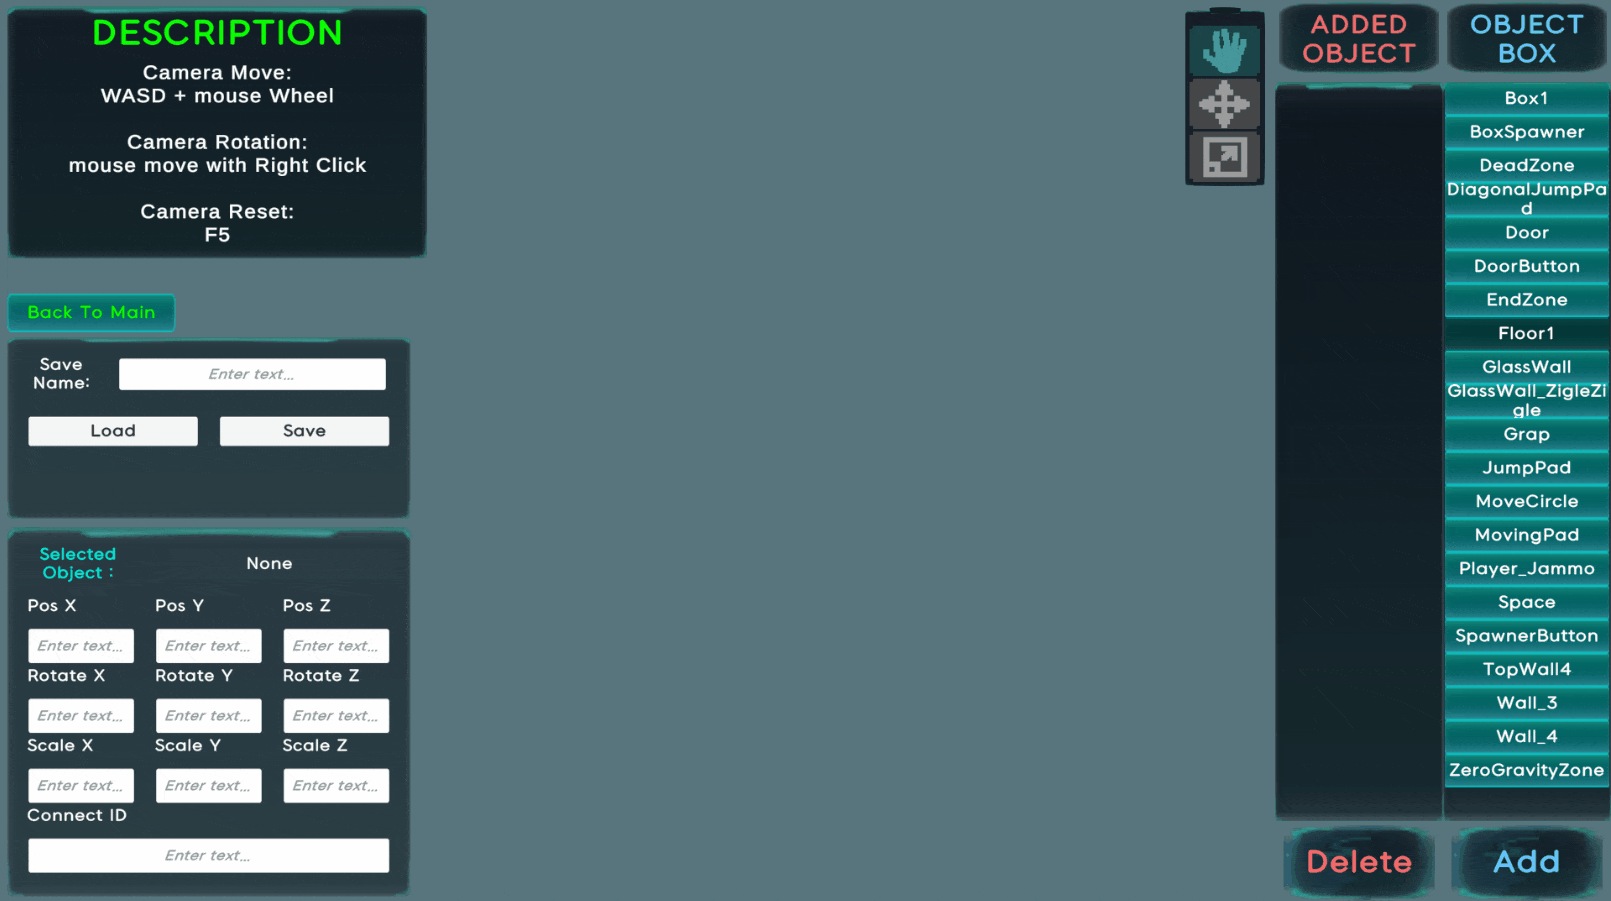 DESCRIPTION
Camera Move:
WASD + mouse Wheel
Camera Rotation:
mouse move with Right Click
Camera Reset:
F5
Back To Main
Save
Name:
Enter text...
Load
Save
Selected
Object :
None
Pos X
Pos Y
Pos Z
Enter text...
Enter text...
Enter text...
Rotate X
Rotate Y
Rotate Z
Enter text...
Enter text...
Enter text...
Scale X
Scale Y
Scale Z
Enter text...
Enter text...
Enter text...
Connect ID
Enter text...
ADDED
OBJECT
OBJECT
BOX
Box1
BoxSpawner
DeadZone
DiagonalJumpPa
d
Door
DoorButton
EndZone
Floor1
GlassWall
GlassWall_ZigleZi
gle
Grap
JumpPad
MoveCircle
MovingPad
Player_Jammo
Space
SpawnerButton
TopWall4
Wall_3
Wall_4
ZeroGravityZone
Delete
Add